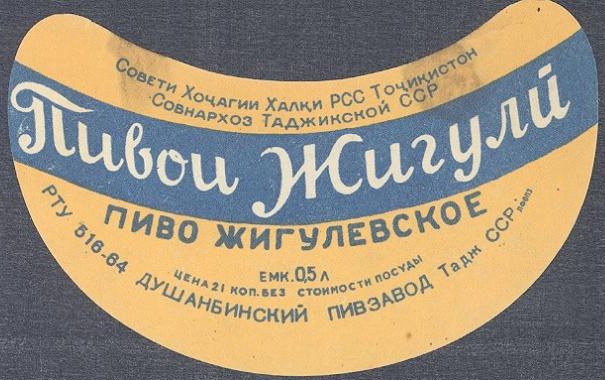 Совети Хоҷагии Халқи РСС Тоҷикистон
Совнархоз Таджикской ССР
Пивои Жигулӣ
ПИВО ЖИГУЛЕВСКОЕ
ЕМК. 0,5 л
ЦЕНА 21 КОП. БЕЗ СТОИМОСТИ ПОСУДЫ
РТУ 516-64 ДУШАНБИНСКИЙ ПИВЗАВОД Тадж ССР